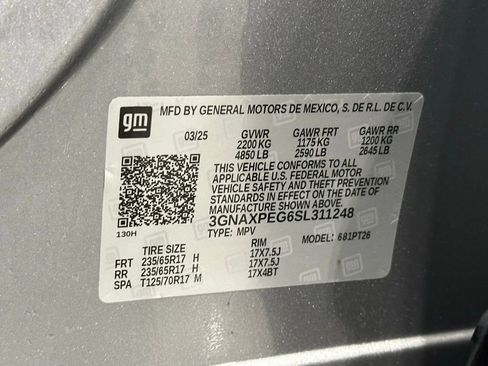 gm
MFD BY GENERAL MOTORS DE MEXICO, S. DE R.L. DE C.V.
03/25 GVWR GAWR FRT GAWR RR
2200 KG 1175 KG 1200 KG
4850 LB 2590 LB 2645 LB
THIS VEHICLE CONFORMS TO ALL
APPLICABLE U.S. FEDERAL MOTOR
VEHICLE SAFETY AND THEFT PREVENTION
STANDARDS IN EFFECT ON THE DATE OF
MANUFACTURE SHOWN ABOVE.
3GNAXPEG6SL311248
130H TYPE: MPV MODEL: 681PT26
TIRE SIZE RIM
FRT 235/65R17 H 17X7.5J
RR 235/65R17 H 17X7.5J
SPA T125/70R17 M 17X4BT